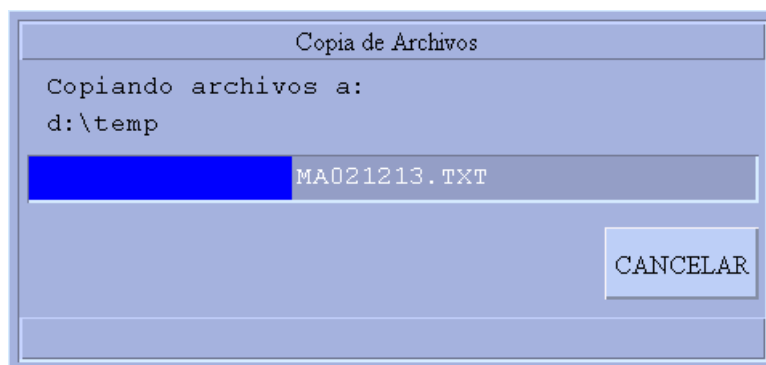 Copia de Archivos
Copiando archivos a:
d:\temp
MA021213.TXT
CANCELAR